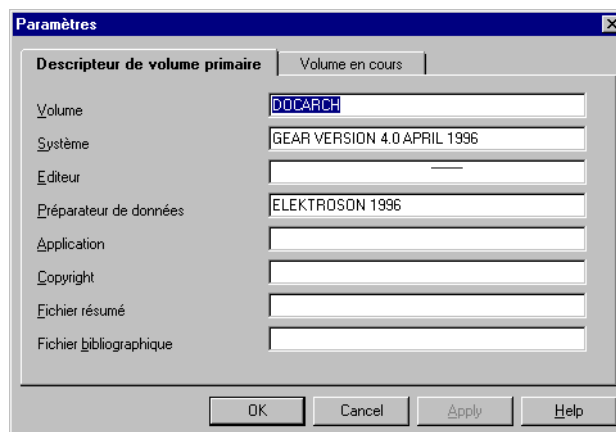 Paramètres
Descripteur de volume primaire Volume en cours
Volume DOCARCH
Système GEAR VERSION 4.0 APRIL 1996
Editeur
Préparateur de données ELEKTROSON 1996
Application
Copyright
Fichier résumé
Fichier bibliographique
OK Cancel Apply Help